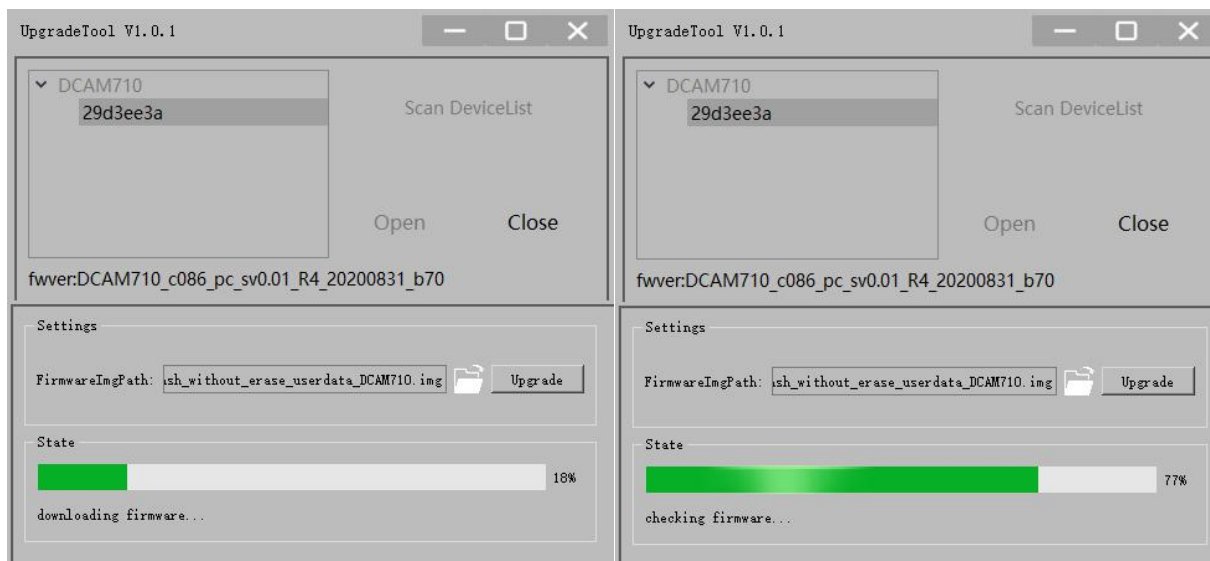 UpgradeTool V1.0.1
DCAM710
29d3ee3a
Scan DeviceList
Open
Close
fwver:DCAM710_c086_pc_sv0.01_R4_20200831_b70
Settings
FirmwareImgPath: sh_without_erase_userdata_DCAM710.img Upgrade
State
18%
downloading firmware...
UpgradeTool V1.0.1
DCAM710
29d3ee3a
Scan DeviceList
Open
Close
fwver:DCAM710_c086_pc_sv0.01_R4_20200831_b70
Settings
FirmwareImgPath: sh_without_erase_userdata_DCAM710.img Upgrade
State
77%
checking firmware...